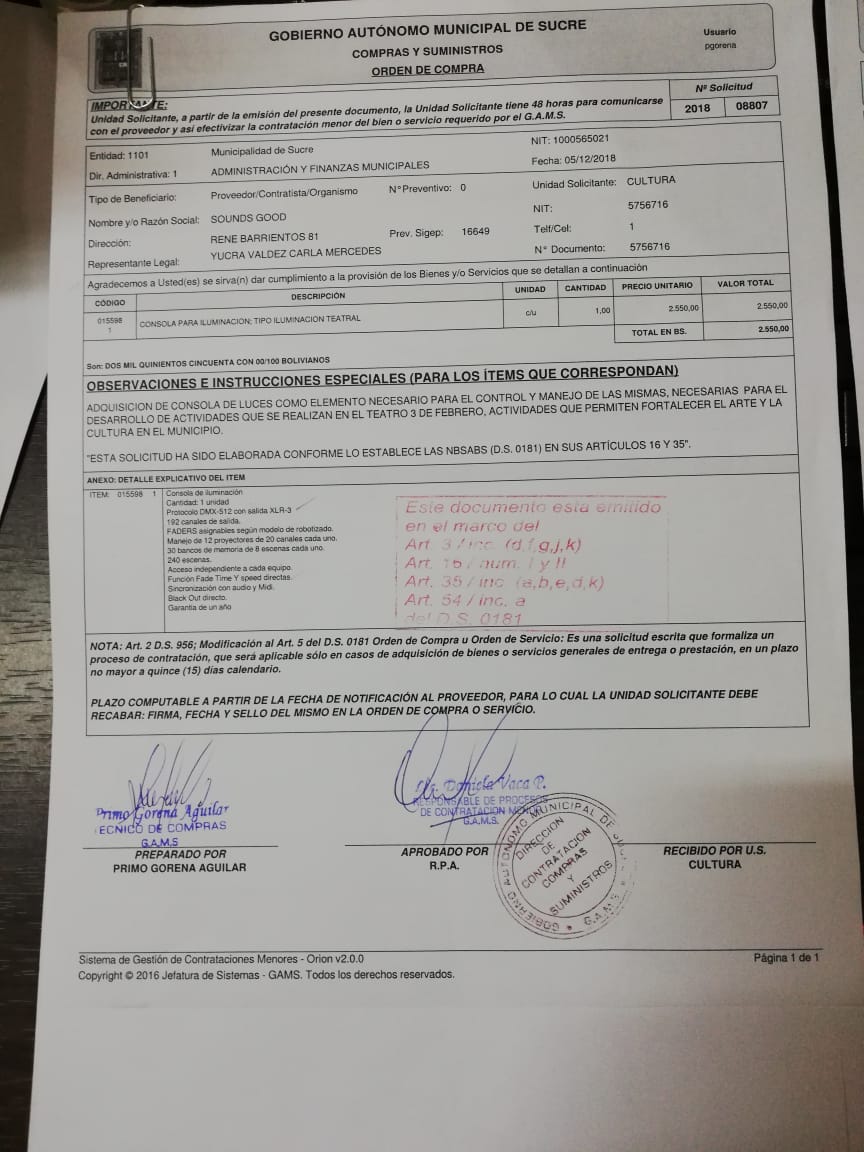 GOBIERNO AUTÓNOMO MUNICIPAL DE SUCRE
COMPRAS Y SUMINISTROS
ORDEN DE COMPRA
Usuario
pgorena
IMPORTANTE:
Unidad Solicitante, a partir de la emisión del presente documento, la Unidad Solicitante tiene 48 horas para comunicarse
con el proveedor y así efectivizar la contratación menor del bien o servicio requerido por el G.A.M.S.
Nº Solicitud
2018 08807
Entidad: 1101 Municipalidad de Sucre NIT: 1000565021
Dir. Administrativa: 1 ADMINISTRACIÓN Y FINANZAS MUNICIPALES Fecha: 05/12/2018
Tipo de Beneficiario: Proveedor/Contratista/Organismo N°Preventivo: 0 Unidad Solicitante: CULTURA
Nombre y/o Razón Social: SOUNDS GOOD NIT: 5756716
Dirección: RENE BARRIENTOS 81 Prev. Sigep: 16649 Telf/Cel: 1
Representante Legal: YUCRA VALDEZ CARLA MERCEDES N° Documento: 5756716
Agradecemos a Usted(es) se sirva(n) dar cumplimiento a la provisión de los Bienes y/o Servicios que se detallan a continuación
CÓDIGO DESCRIPCIÓN UNIDAD CANTIDAD PRECIO UNITARIO VALOR TOTAL
015598 CONSOLA PARA ILUMINACION; TIPO ILUMINACION TEATRAL c/u 1,00 2.550,00 2.550,00
1
TOTAL EN BS. 2.550,00
Son: DOS MIL QUINIENTOS CINCUENTA CON 00/100 BOLIVIANOS
OBSERVACIONES E INSTRUCCIONES ESPECIALES (PARA LOS ÍTEMS QUE CORRESPONDAN)
ADQUISICION DE CONSOLA DE LUCES COMO ELEMENTO NECESARIO PARA EL CONTROL Y MANEJO DE LAS MISMAS, NECESARIAS PARA EL
DESARROLLO DE ACTIVIDADES QUE SE REALIZAN EN EL TEATRO 3 DE FEBRERO, ACTIVIDADES QUE PERMITEN FORTALECER EL ARTE Y LA
CULTURA EN EL MUNICIPIO.
"ESTA SOLICITUD HA SIDO ELABORADA CONFORME LO ESTABLECE LAS NBSABS (D.S. 0181) EN SUS ARTÍCULOS 16 Y 35".
ANEXO: DETALLE EXPLICATIVO DEL ITEM
ITEM: 015598 1 Consola de iluminación
Cantidad: 1 unidad
Protocolo DMX-512 con salida XLR-3
192 canales de salida.
FADERS asignables según modelo de robotizado.
Manejo de 12 proyectores de 20 canales cada uno.
30 bancos de memoria de 8 escenas cada uno.
240 escenas.
Acceso independiente a cada equipo.
Función Fade Time Y speed directas.
Sincronización con audio y Midi.
Black Out directo.
Garantia de un año
Este documento esta emitido
en el marco del
Art. 3 / inc. (d,f,g,j,k)
Art. 16 / num. I y II
Art. 35 / inc (a,b,e,d,k)
Art. 54 / inc. a
del D.S. 0181
NOTA: Art. 2 D.S. 956; Modificación al Art. 5 del D.S. 0181 Orden de Compra u Orden de Servicio: Es una solicitud escrita que formaliza un
proceso de contratación, que será aplicable sólo en casos de adquisición de bienes o servicios generales de entrega o prestación, en un plazo
no mayor a quince (15) días calendario.
PLAZO COMPUTABLE A PARTIR DE LA FECHA DE NOTIFICACIÓN AL PROVEEDOR, PARA LO CUAL LA UNIDAD SOLICITANTE DEBE
RECABAR: FIRMA, FECHA Y SELLO DEL MISMO EN LA ORDEN DE COMPRA O SERVICIO.
Primo Gorena Aguilar
TECNICO DE COMPRAS
G.A.M.S
PREPARADO POR
PRIMO GORENA AGUILAR
Daniela Vaca P.
RESPONSABLE DE PROCESOS
DE CONTRATACION MENOR
G.A.M.S.
APROBADO POR
R.P.A.
GOBIERNO AUTONOMO MUNICIPAL DE
G.A.M.S.
DIRECCION
DE
CONTRATACION
COMPRAS
Y
SUMINISTROS
RECIBIDO POR U.S.
CULTURA
Sistema de Gestión de Contrataciones Menores - Orion v2.0.0 Página 1 de 1
Copyright © 2016 Jefatura de Sistemas - GAMS. Todos los derechos reservados.